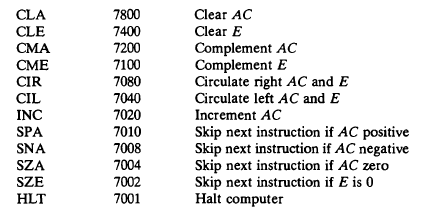 CLA 7800 Clear AC
CLE 7400 Clear E
CMA 7200 Complement AC
CME 7100 Complement E
CIR 7080 Circulate right AC and E
CIL 7040 Circulate left AC and E
INC 7020 Increment AC
SPA 7010 Skip next instruction if AC positive
SNA 7008 Skip next instruction if AC negative
SZA 7004 Skip next instruction if AC zero
SZE 7002 Skip next instruction if E is 0
HLT 7001 Halt computer